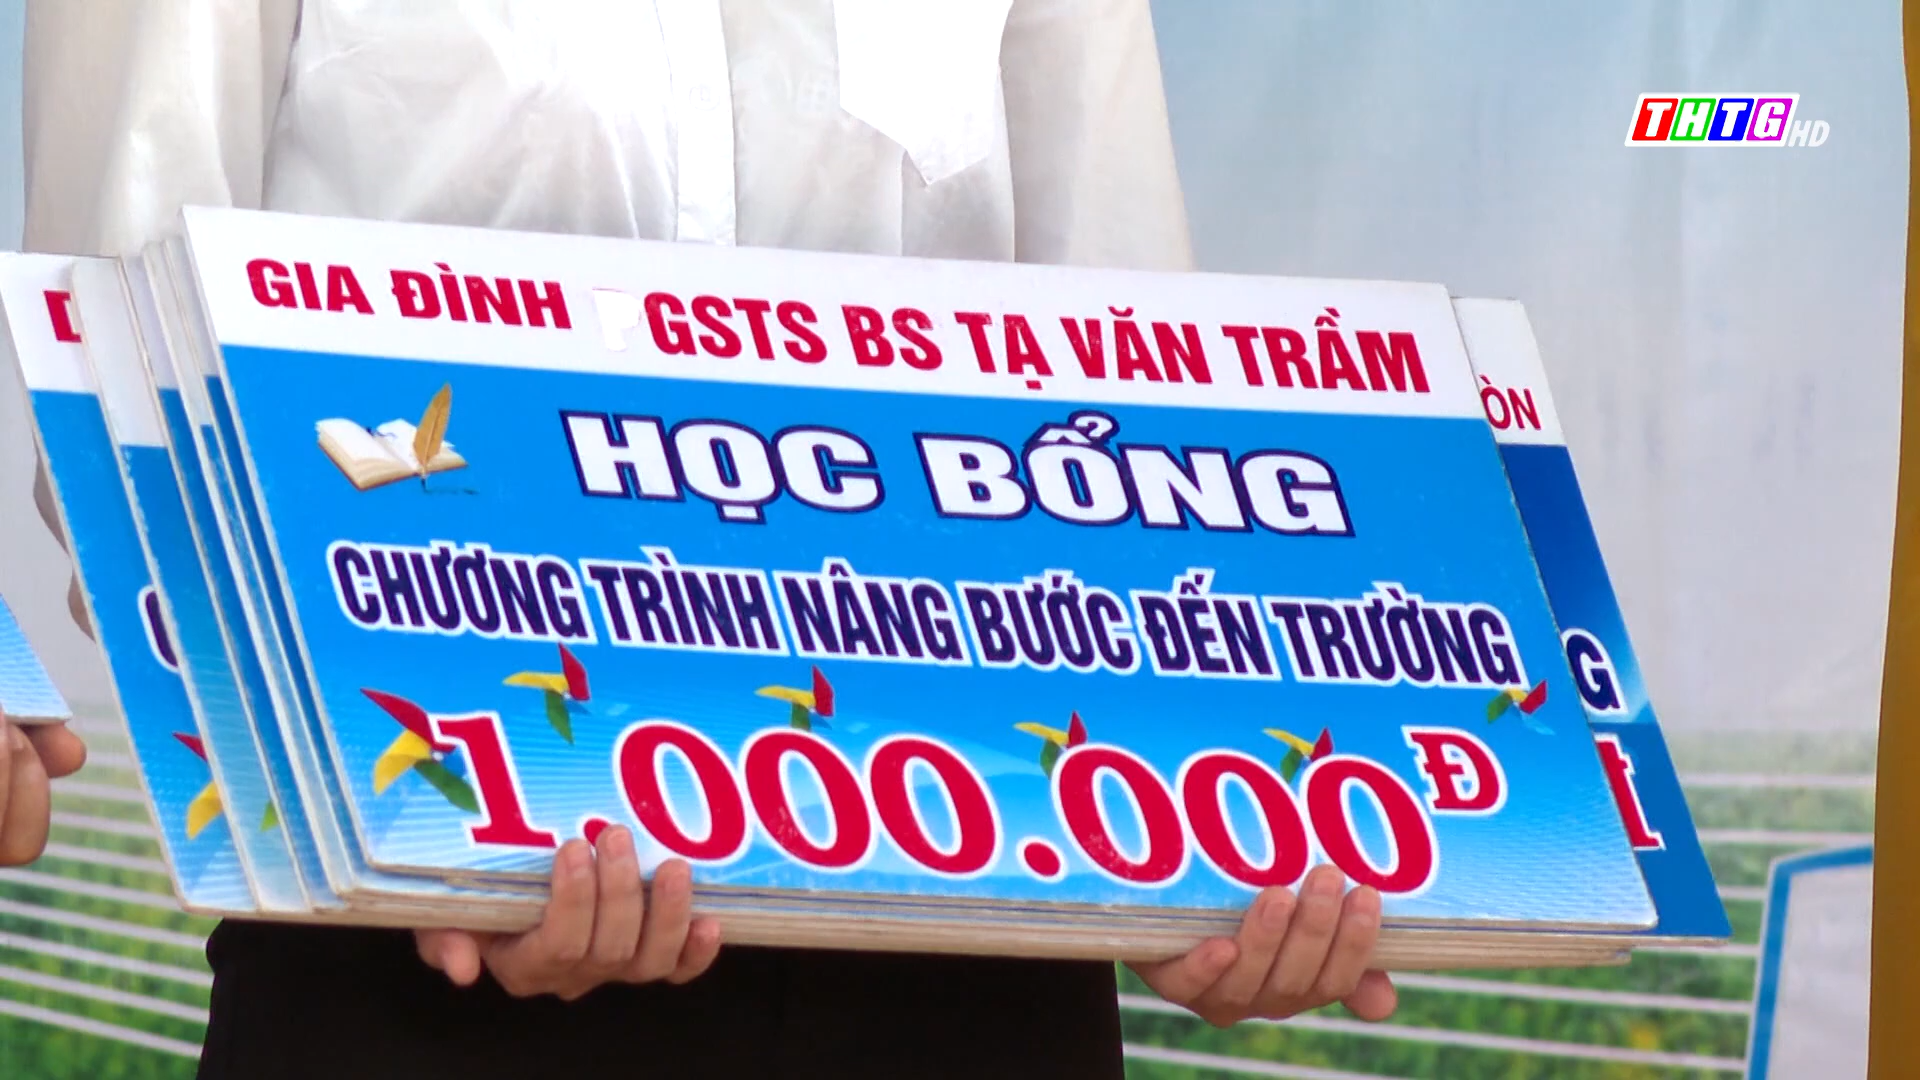 THTG HD
GIA ĐÌNH PGSTS BS TẠ VĂN TRẦM
HỌC BỔNG
CHƯƠNG TRÌNH NÂNG BƯỚC ĐẾN TRƯỜNG
1.000.000Đ